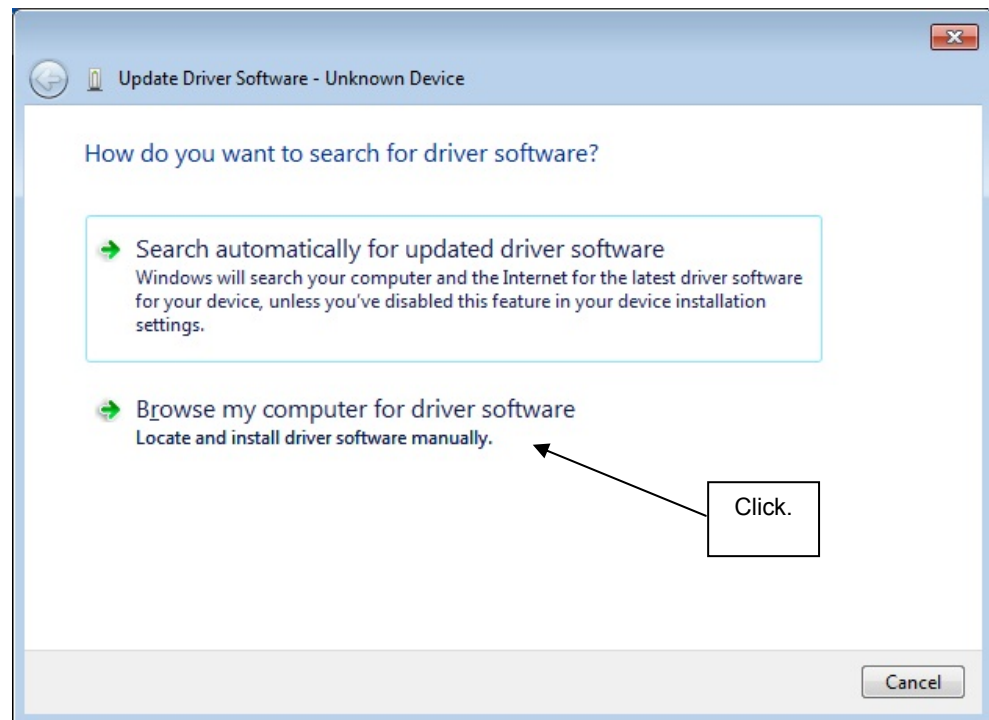 Update Driver Software - Unknown Device
How do you want to search for driver software?
Search automatically for updated driver software
Windows will search your computer and the Internet for the latest driver software
for your device, unless you've disabled this feature in your device installation
settings.
Browse my computer for driver software
Locate and install driver software manually.
Click.
Cancel